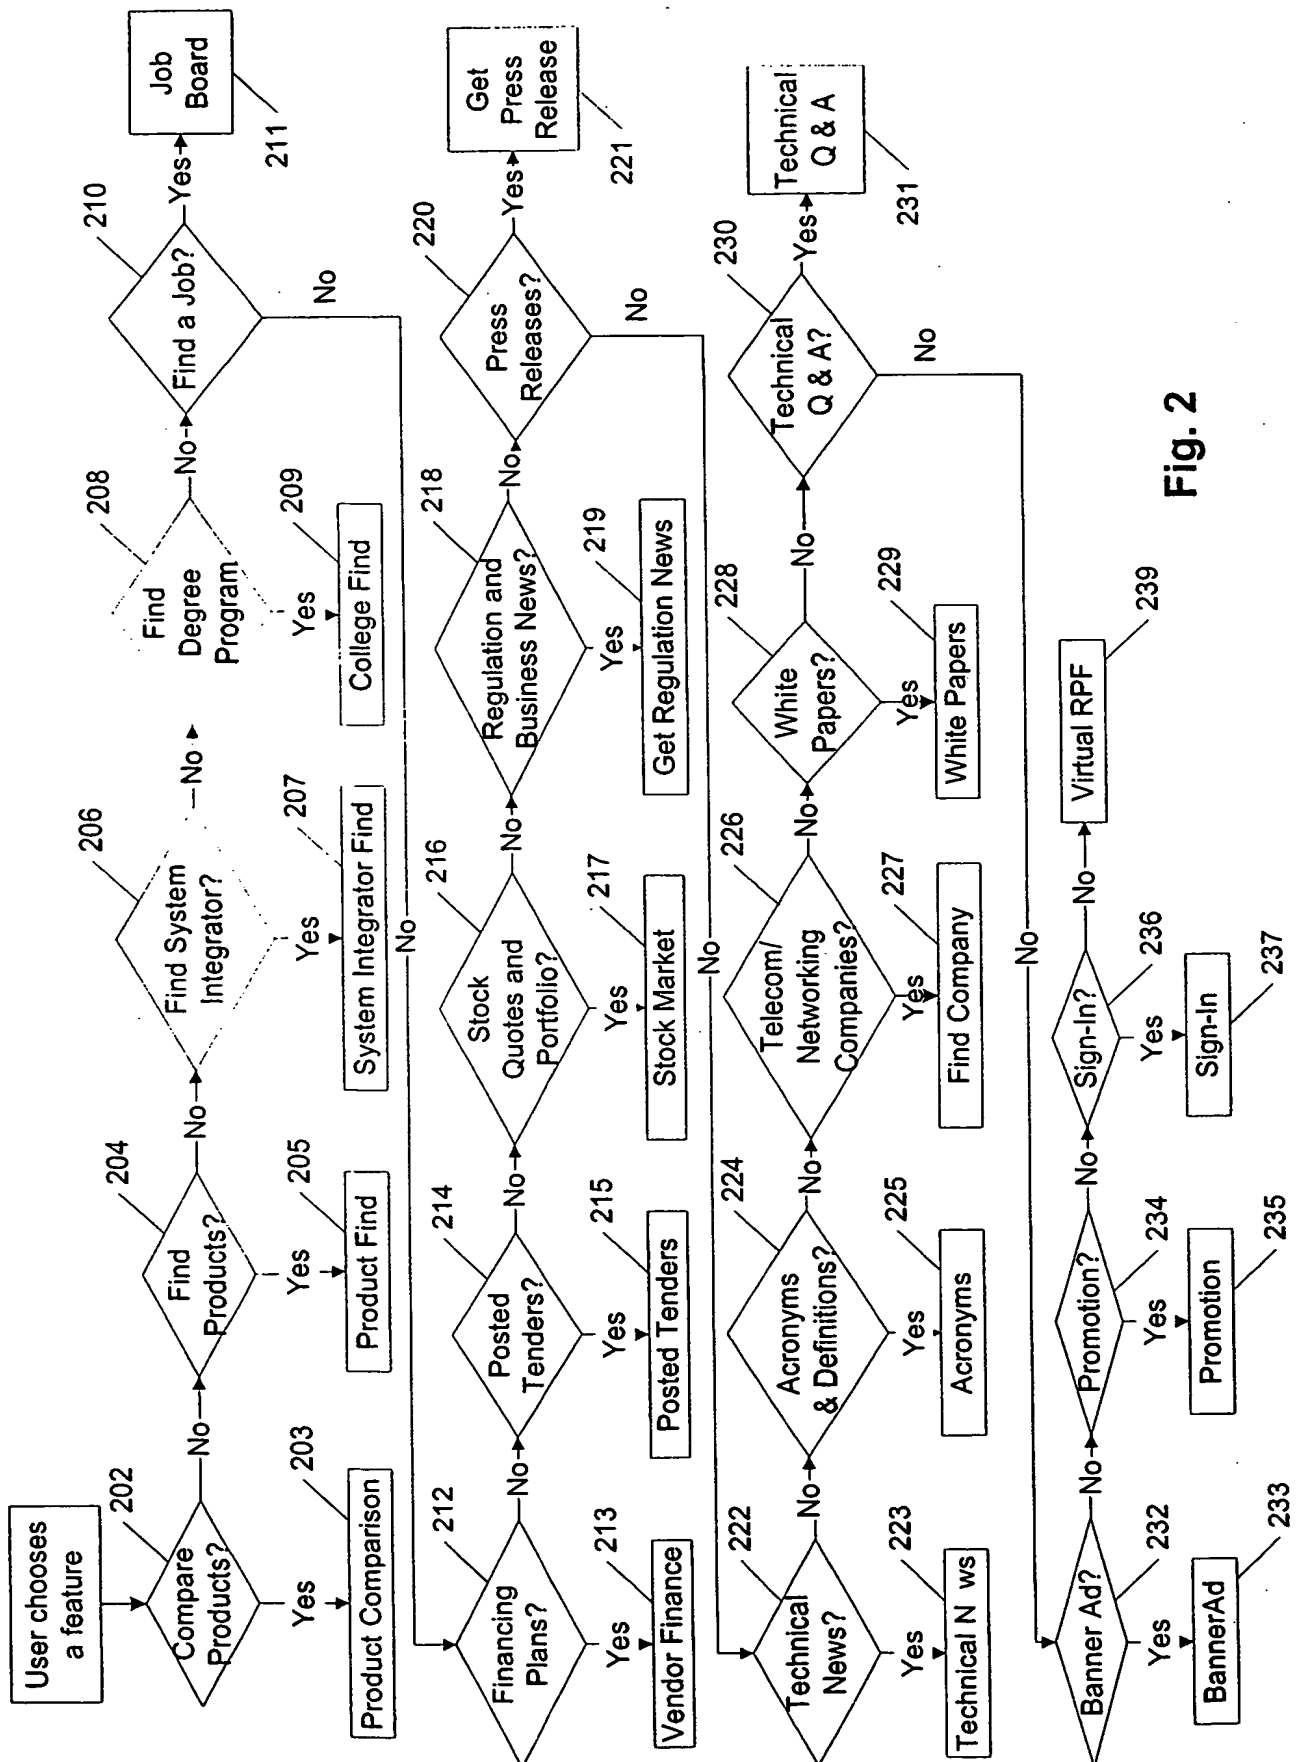 User chooses
a feature
202
Compare
Products?
Yes
203
Product Comparison
No
204
Find
Products?
Yes
205
Product Find
No
206
Find System
Integrator?
Yes
207
System Integrator Find
No
208
Find
Degree
Program
Yes
209
College Find
No
210
Find a Job?
Yes
211
Job
Board
No
No
212
Financing
Plans?
Yes
213
Vendor Finance
No
214
Posted
Tenders?
Yes
215
Posted Tenders
No
216
Stock
Quotes and
Portfolio?
Yes
217
Stock Market
No
218
Regulation and
Business News?
Yes
219
Get Regulation News
No
220
Press
Releases?
Yes
221
Get
Press
Release
No
No
222
Technical
News?
Yes
223
Technical N ws
No
224
Acronyms
& Definitions?
Yes
225
Acronyms
No
226
Telecom/
Networking
Companies?
Yes
227
Find Company
No
228
White
Papers?
Yes
229
White Papers
No
230
Technical
Q & A?
Yes
231
Technical
Q & A
No
No
232
Banner Ad?
Yes
233
BannerAd
No
234
Promotion?
Yes
235
Promotion
No
236
Sign-In?
Yes
237
Sign-In
No
239
Virtual RPF
Fig. 2